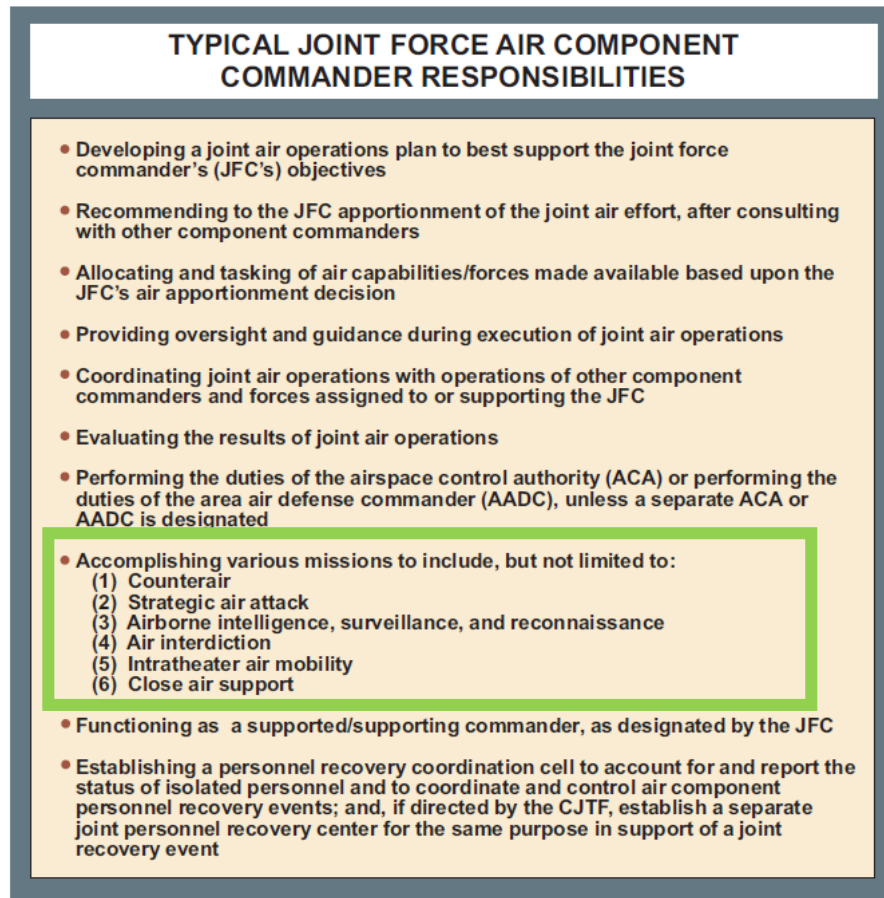 TYPICAL JOINT FORCE AIR COMPONENT
COMMANDER RESPONSIBILITIES
• Developing a joint air operations plan to best support the joint force
commander's (JFC's) objectives
• Recommending to the JFC apportionment of the joint air effort, after consulting
with other component commanders
• Allocating and tasking of air capabilities/forces made available based upon the
JFC's air apportionment decision
• Providing oversight and guidance during execution of joint air operations
• Coordinating joint air operations with operations of other component
commanders and forces assigned to or supporting the JFC
• Evaluating the results of joint air operations
• Performing the duties of the airspace control authority (ACA) or performing the
duties of the area air defense commander (AADC), unless a separate ACA or
AADC is designated
• Accomplishing various missions to include, but not limited to:
(1) Counterair
(2) Strategic air attack
(3) Airborne intelligence, surveillance, and reconnaissance
(4) Air interdiction
(5) Intratheater air mobility
(6) Close air support
• Functioning as a supported/supporting commander, as designated by the JFC
• Establishing a personnel recovery coordination cell to account for and report the
status of isolated personnel and to coordinate and control air component
personnel recovery events; and, if directed by the CJTF, establish a separate
joint personnel recovery center for the same purpose in support of a joint
recovery event